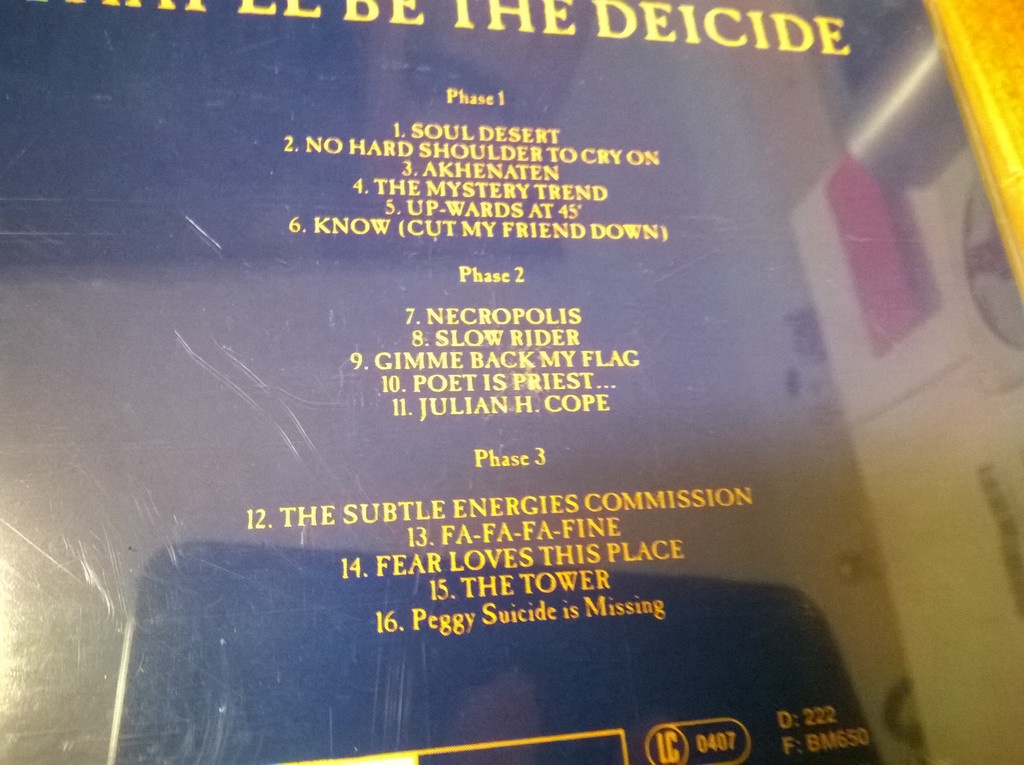 BE THE DEICIDE
Phase 1
1. SOUL DESERT
2. NO HARD SHOULDER TO CRY ON
3. AKHENATEN
4. THE MYSTERY TREND
5. UP-WARDS AT 45°
6. KNOW (CUT MY FRIEND DOWN)
Phase 2
7. NECROPOLIS
8. SLOW RIDER
9. GIMME BACK MY FLAG
10. POET IS PRIEST...
11. JULIAN H. COPE
Phase 3
12. THE SUBTLE ENERGIES COMMISSION
13. FA-FA-FA-FINE
14. FEAR LOVES THIS PLACE
15. THE TOWER
16. Peggy Suicide is Missing
LC 0407
D: 222
F: BM650